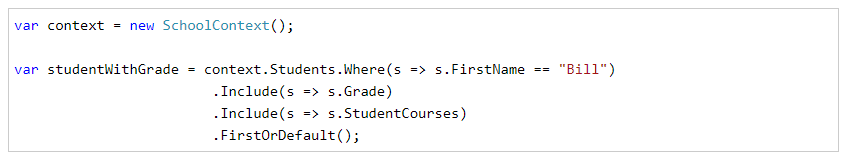 var context = new SchoolContext();
var studentWithGrade = context.Students.Where(s => s.FirstName == "Bill")
.Include(s => s.Grade)
.Include(s => s.StudentCourses)
.FirstOrDefault();